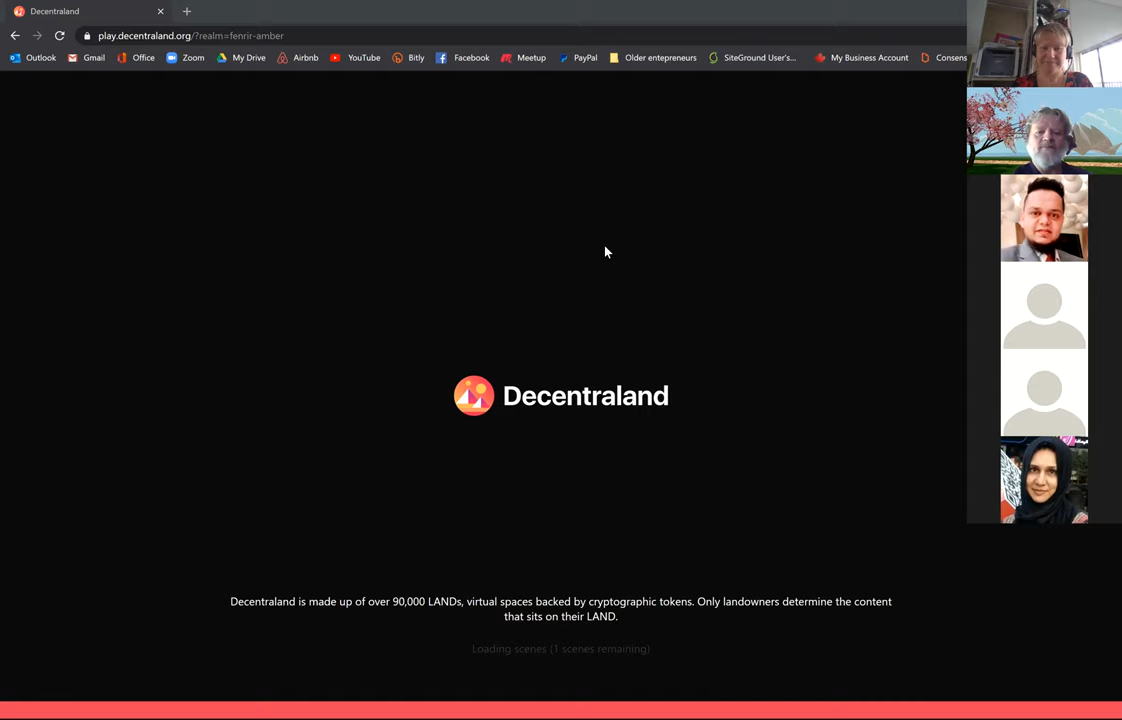 Decentraland
play.decentraland.org/?realm=fenrir-amber
Outlook Gmail Office Zoom My Drive Airbnb YouTube Bitly Facebook Meetup PayPal Older entepreneurs SiteGround User's... My Business Account Consens
Decentraland
Decentraland is made up of over 90,000 LANDs, virtual spaces backed by cryptographic tokens. Only landowners determine the content
that sits on their LAND.
Loading scenes (1 scenes remaining)